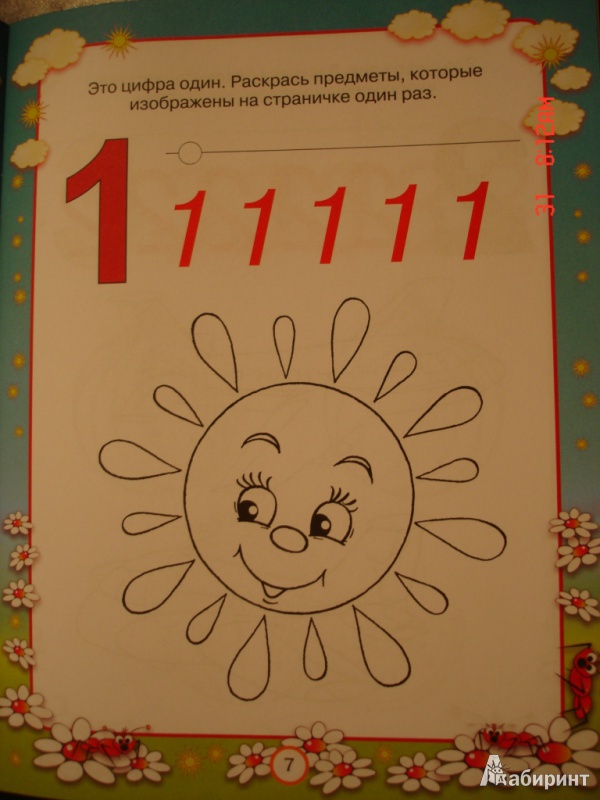 Это цифра один. Раскрась предметы, которые
изображены на страничке один раз.
1 1 1 1 1 1
7
Лабиринт